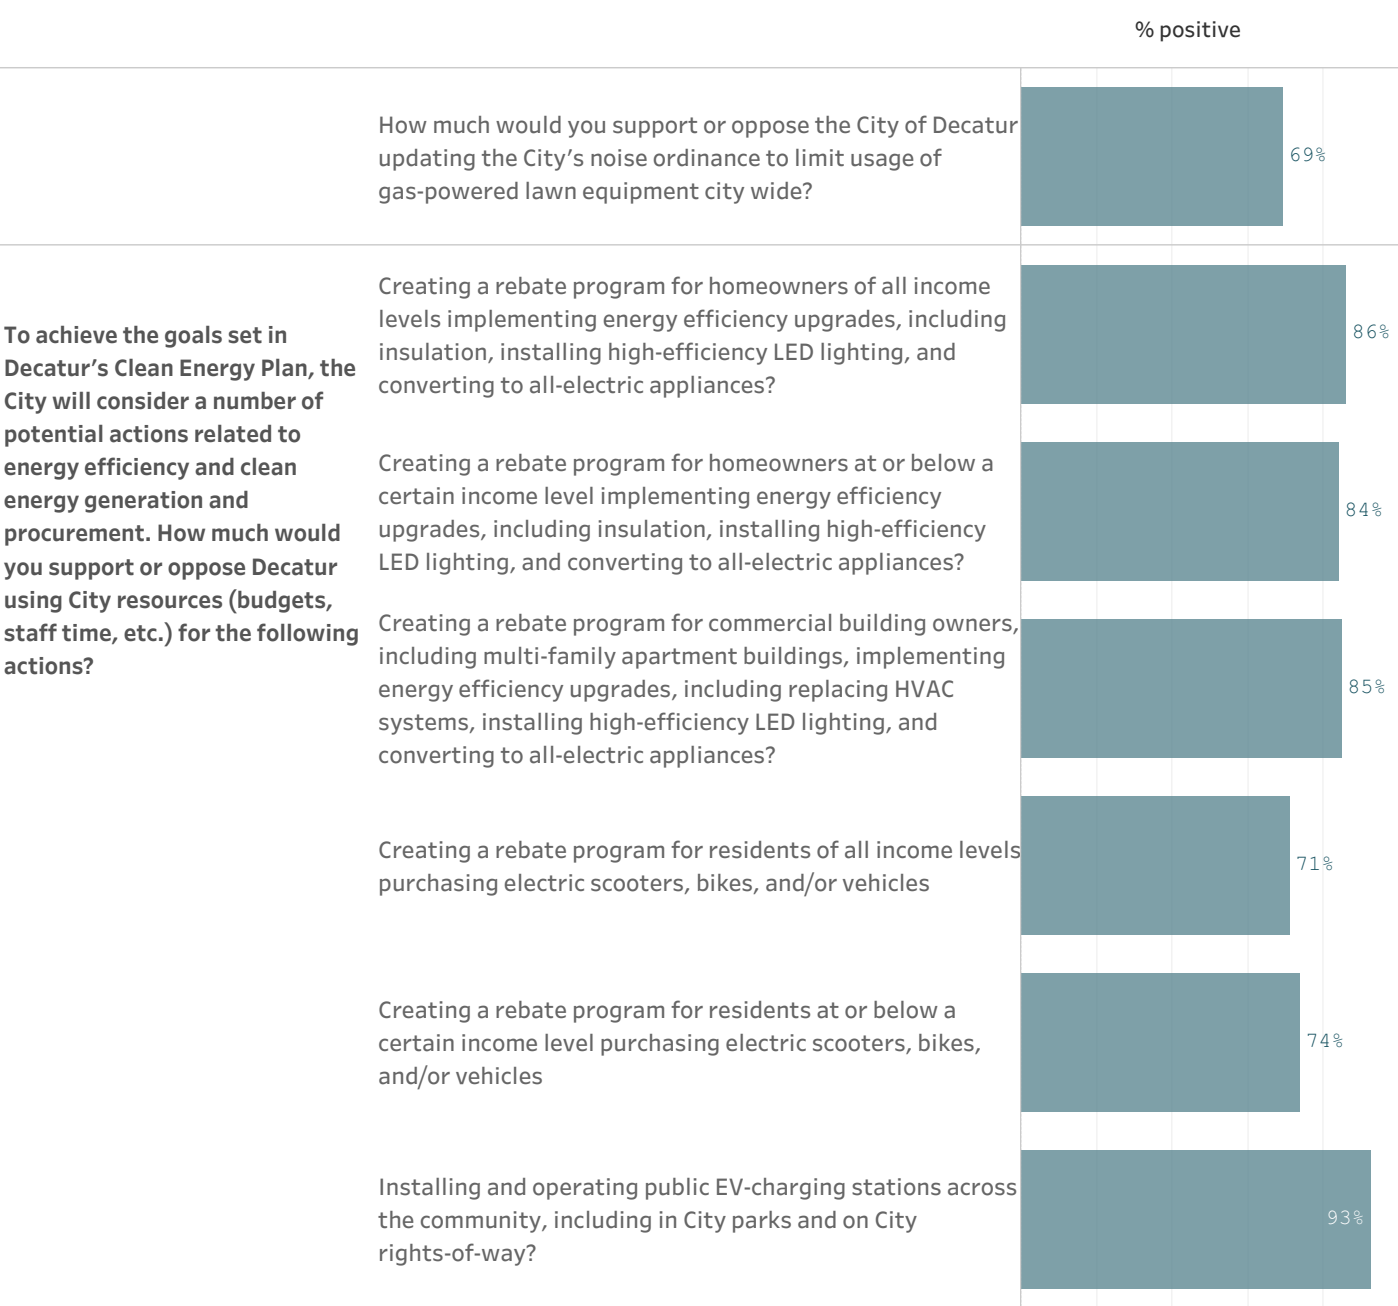 % positive
How much would you support or oppose the City of Decatur
updating the City’s noise ordinance to limit usage of
gas-powered lawn equipment city wide?
69%
To achieve the goals set in
Decatur’s Clean Energy Plan, the
City will consider a number of
potential actions related to
energy efficiency and clean
energy generation and
procurement. How much would
you support or oppose Decatur
using City resources (budgets,
staff time, etc.) for the following
actions?
Creating a rebate program for homeowners of all income
levels implementing energy efficiency upgrades, including
insulation, installing high-efficiency LED lighting, and
converting to all-electric appliances?
86%
Creating a rebate program for homeowners at or below a
certain income level implementing energy efficiency
upgrades, including insulation, installing high-efficiency
LED lighting, and converting to all-electric appliances?
84%
Creating a rebate program for commercial building owners,
including multi-family apartment buildings, implementing
energy efficiency upgrades, including replacing HVAC
systems, installing high-efficiency LED lighting, and
converting to all-electric appliances?
85%
Creating a rebate program for residents of all income levels
purchasing electric scooters, bikes, and/or vehicles
71%
Creating a rebate program for residents at or below a
certain income level purchasing electric scooters, bikes,
and/or vehicles
74%
Installing and operating public EV-charging stations across
the community, including in City parks and on City
rights-of-way?
93%